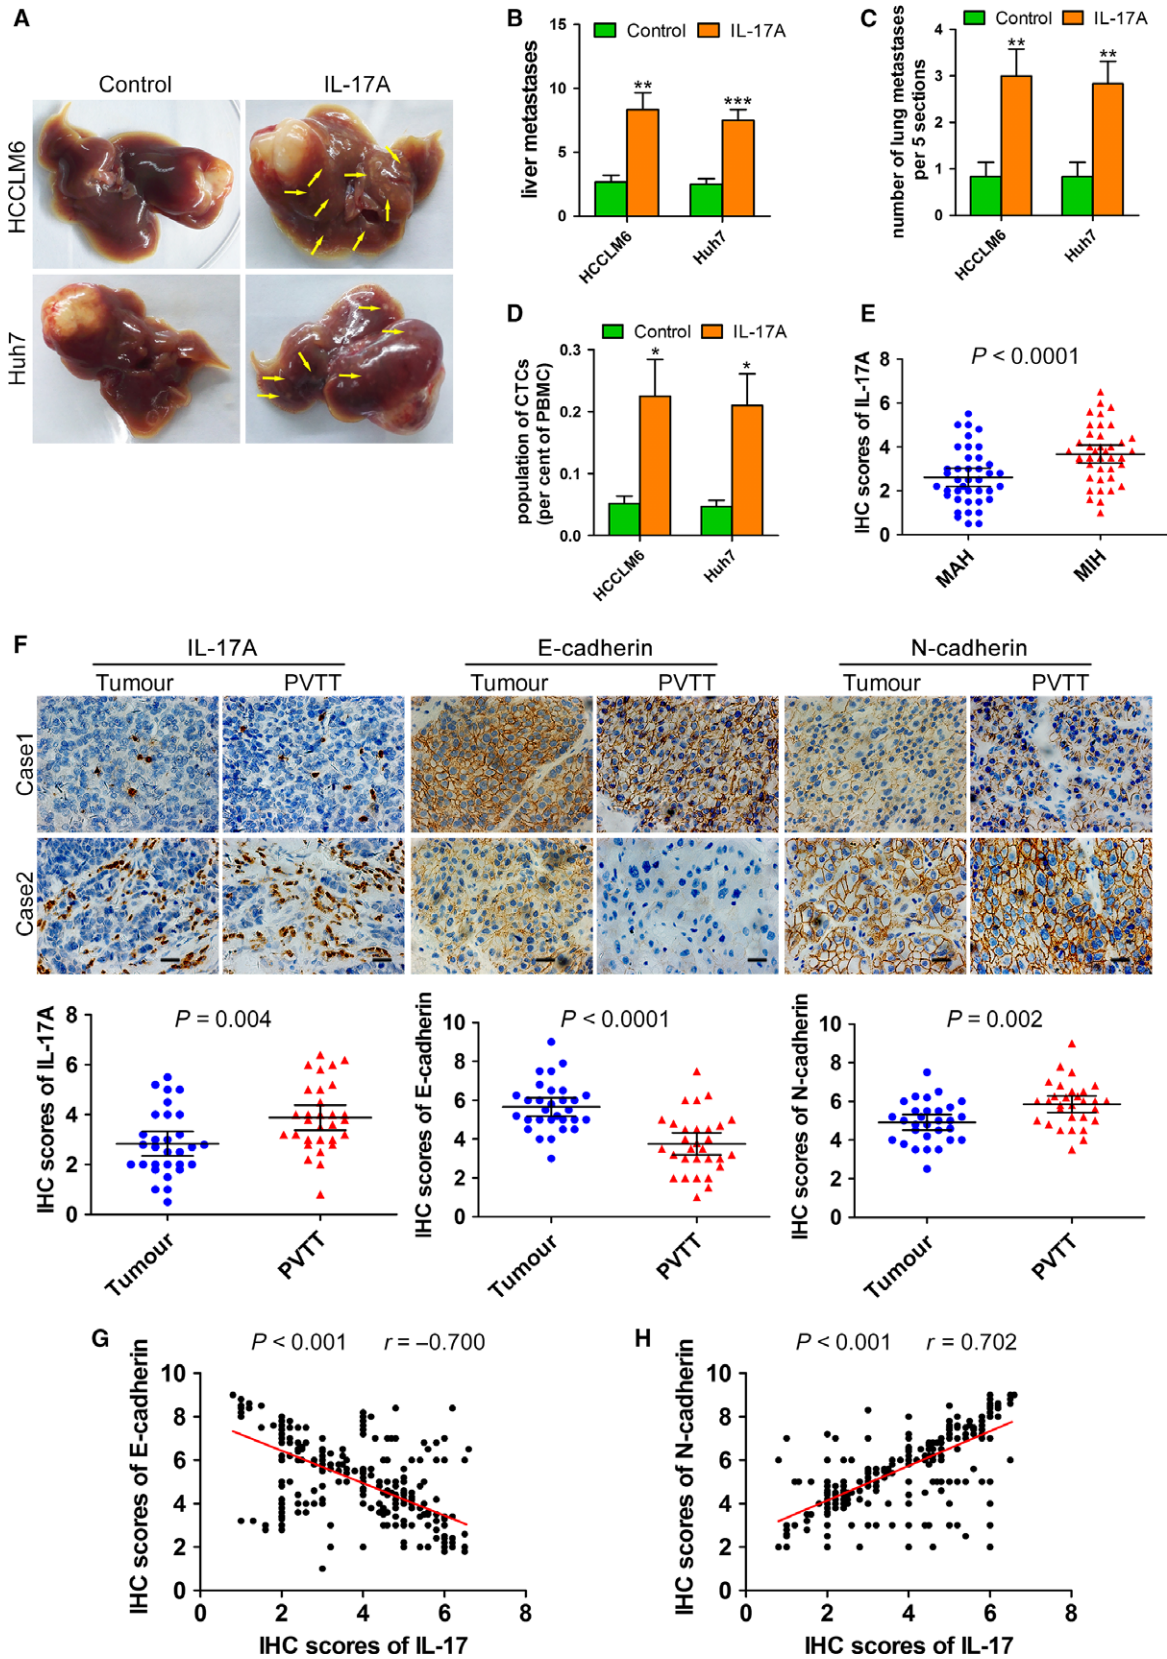 A
Control
IL-17A
HCCLM6
Huh7
B
Control
IL-17A
liver metastases
15
10
5
0
**
***
HCCLM6
Huh7
C
Control
IL-17A
number of lung metastases
per 5 sections
4
3
2
1
0
**
**
HCCLM6
Huh7
D
Control
IL-17A
population of CTCs
(per cent of PBMC)
0.3
0.2
0.1
0.0
*
*
HCCLM6
Huh7
E
P < 0.0001
IHC scores of IL-17A
8
6
4
2
0
MAH
MIH
F
IL-17A
E-cadherin
N-cadherin
Tumour
PVTT
Tumour
PVTT
Tumour
PVTT
Case1
Case2
P = 0.004
IHC scores of IL-17A
8
6
4
2
0
Tumour
PVTT
P < 0.0001
IHC scores of E-cadherin
10
8
6
4
2
0
Tumour
PVTT
P = 0.002
IHC scores of N-cadherin
10
8
6
4
2
0
Tumour
PVTT
G
P < 0.001
r = –0.700
IHC scores of E-cadherin
10
8
6
4
2
0
0
2
4
6
8
IHC scores of IL-17
H
P < 0.001
r = 0.702
IHC scores of N-cadherin
10
8
6
4
2
0
0
2
4
6
8
IHC scores of IL-17